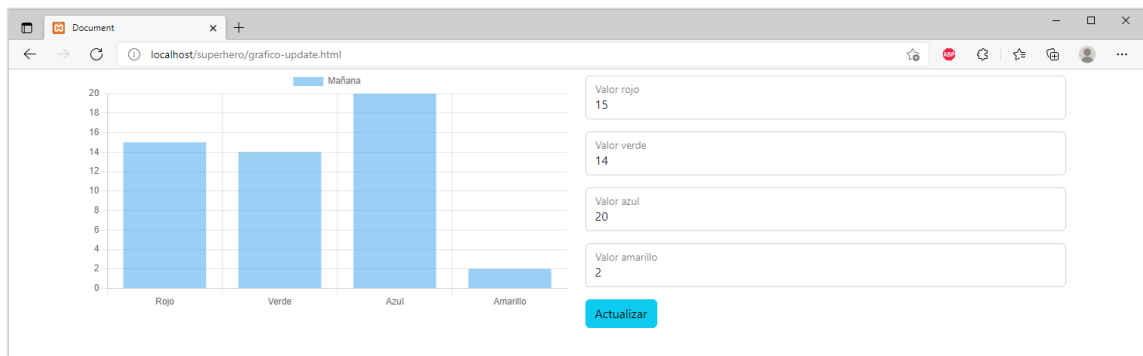 Document
localhost/superhero/grafico-update.html
ABP
Mañana
20
18
16
14
12
10
8
6
4
2
0
Rojo Verde Azul Amarillo
Valor rojo
15
Valor verde
14
Valor azul
20
Valor amarillo
2
Actualizar